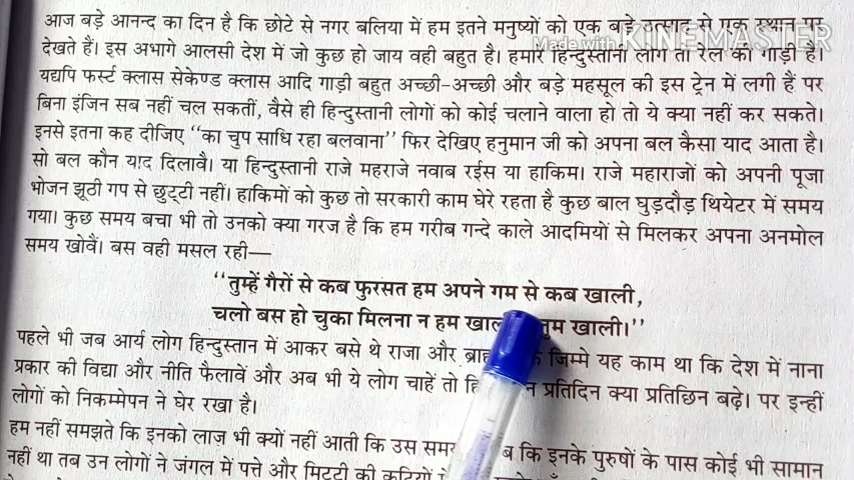 आज बड़े आनन्द का दिन है कि छोटे से नगर बलिया में हम इतने मनुष्यों को एक बड़े उत्साह से एक स्थान पर
Made with KINEMASTER
देखते हैं। इस अभागे आलसी देश में जो कुछ हो जाय वही बहुत है। हमारे हिन्दुस्तानी लोग तो रेल की गाड़ी हैं।
यद्यपि फर्स्ट क्लास सेकेण्ड क्लास आदि गाड़ी बहुत अच्छी-अच्छी और बड़े महसूल की इस ट्रेन में लगी हैं पर
बिना इंजिन सब नहीं चल सकतीं, वैसे ही हिन्दुस्तानी लोगों को कोई चलाने वाला हो तो ये क्या नहीं कर सकते।
इनसे इतना कह दीजिए "का चुप साधि रहा बलवाना" फिर देखिए हनुमान जी को अपना बल कैसा याद आता है।
सो बल कौन याद दिलावै। या हिन्दुस्तानी राजे महराजे नवाब रईस या हाकिम। राजे महाराजों को अपनी पूजा
भोजन झूठी गप से छुट्टी नहीं। हाकिमों को कुछ तो सरकारी काम घेरे रहता है कुछ बाल घुड़दौड़ थियेटर में समय
गया। कुछ समय बचा भी तो उनको क्या गरज है कि हम गरीब गन्दे काले आदमियों से मिलकर अपना अनमोल
समय खोवैं। बस वही मसल रही—
"तुम्हें गैरों से कब फुरसत हम अपने गम से कब खाली,
चलो बस हो चुका मिलना न हम खाली तुम खाली।"
पहले भी जब आर्य लोग हिन्दुस्तान में आकर बसे थे राजा और जिम्मे यह काम था कि देश में नाना
प्रकार की विद्या और नीति फैलावें और अब भी ये लोग चाहें तो प्रतिदिन क्या प्रतिछिन बढ़े। पर इन्हीं
लोगों को निकम्मेपन ने घेर रखा है।
हम नहीं समझते कि इनको लाज भी क्यों नहीं आती कि उस कि इनके पुरुषों के पास कोई भी सामान
नहीं था तब उन लोगों ने जंगल में पत्ते और मिट्टी की कुटियों